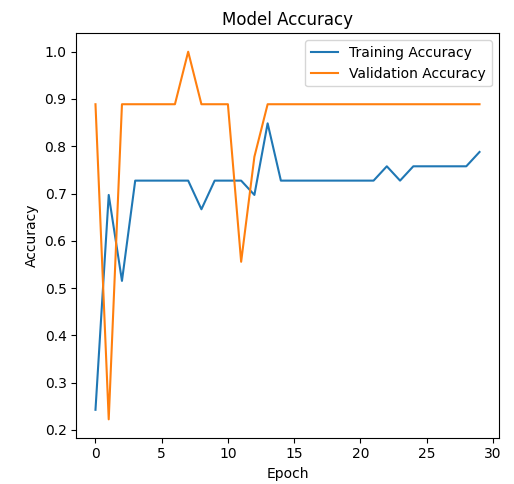 Model Accuracy
Training Accuracy
Validation Accuracy
1.0
0.9
0.8
0.7
0.6
0.5
0.4
0.3
0.2
Accuracy
0 5 10 15 20 25 30
Epoch